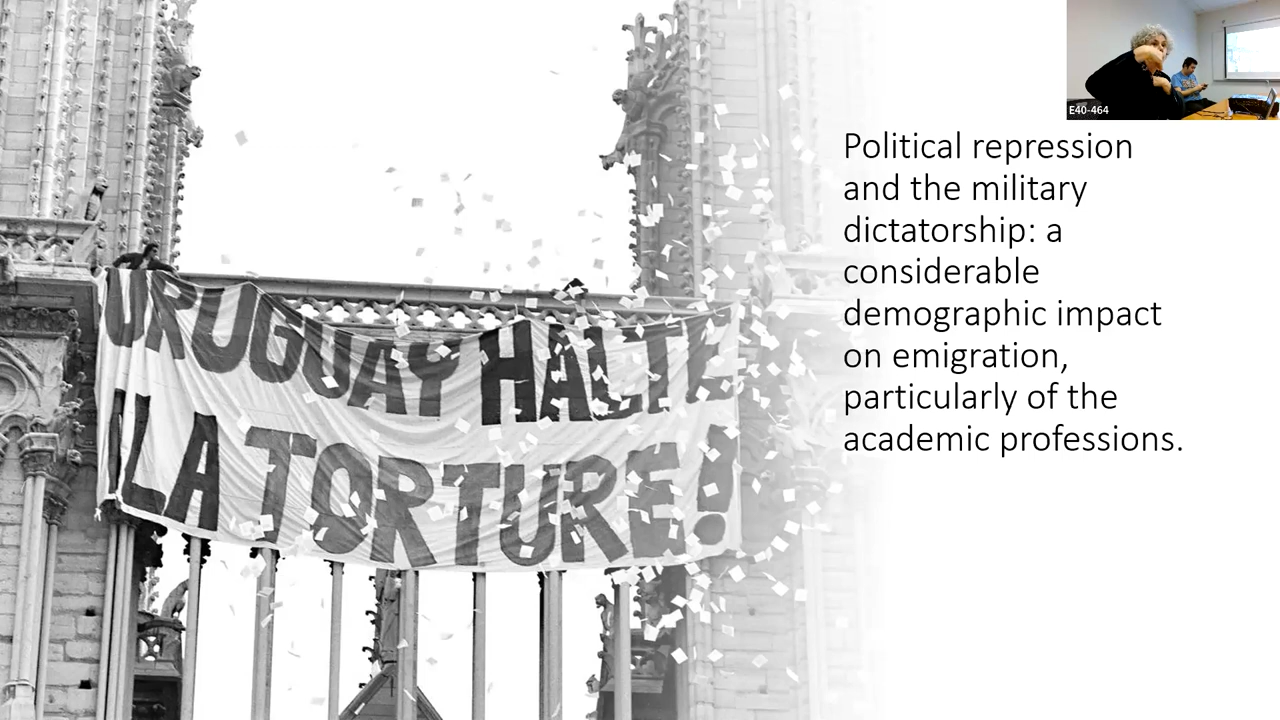 E40-464
Political repression
and the military
dictatorship: a
considerable
demographic impact
on emigration,
particularly of the
academic professions.
URUGUAY HALTE
A LA TORTURE!